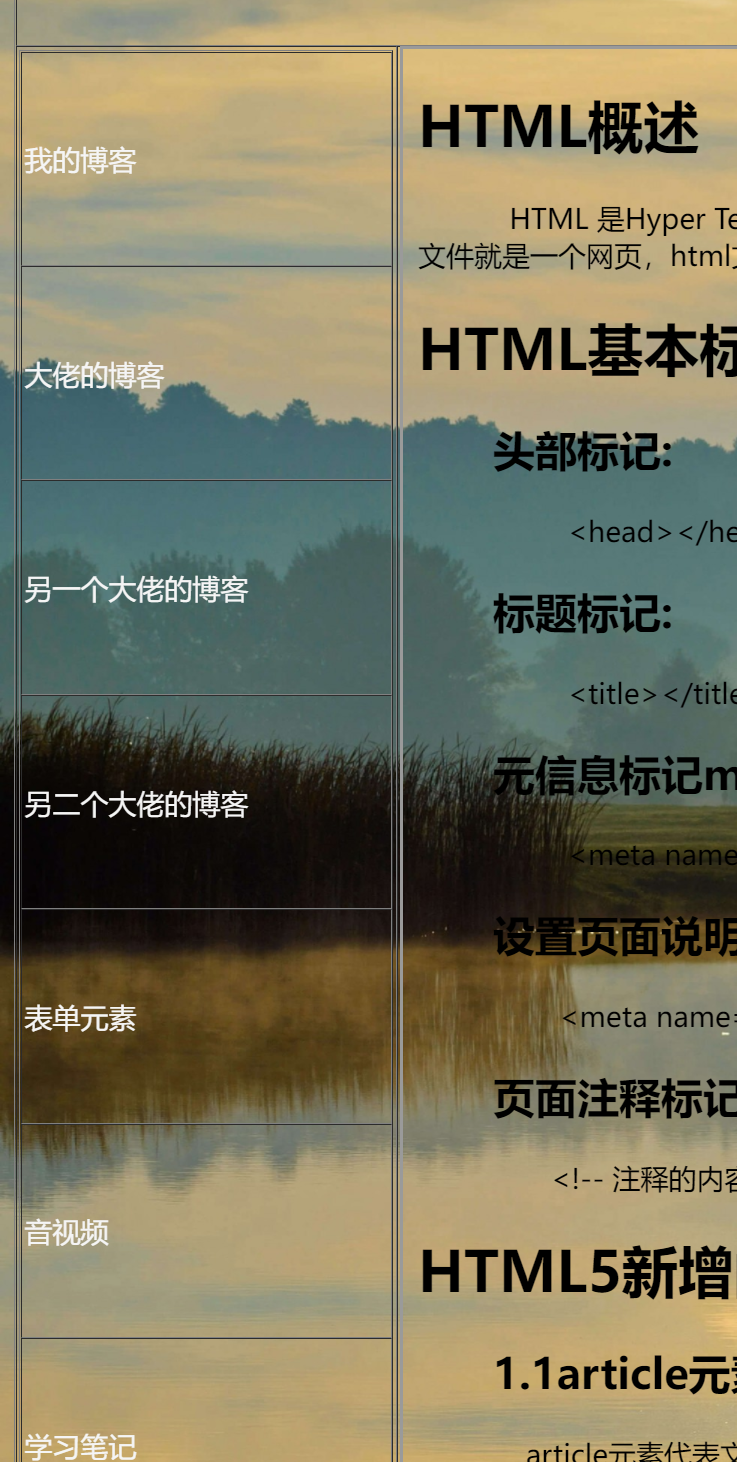 我的博客
大佬的博客
另一个大佬的博客
另二个大佬的博客
表单元素
音视频
学习笔记
HTML概述
HTML 是Hyper Te
文件就是一个网页，html
HTML基本标
头部标记:
<head></he
标题标记:
<title></title
元信息标记m
<meta name
设置页面说明
<meta name=
页面注释标记
<!-- 注释的内容
HTML5新增
1.1article元素
article元素代表文